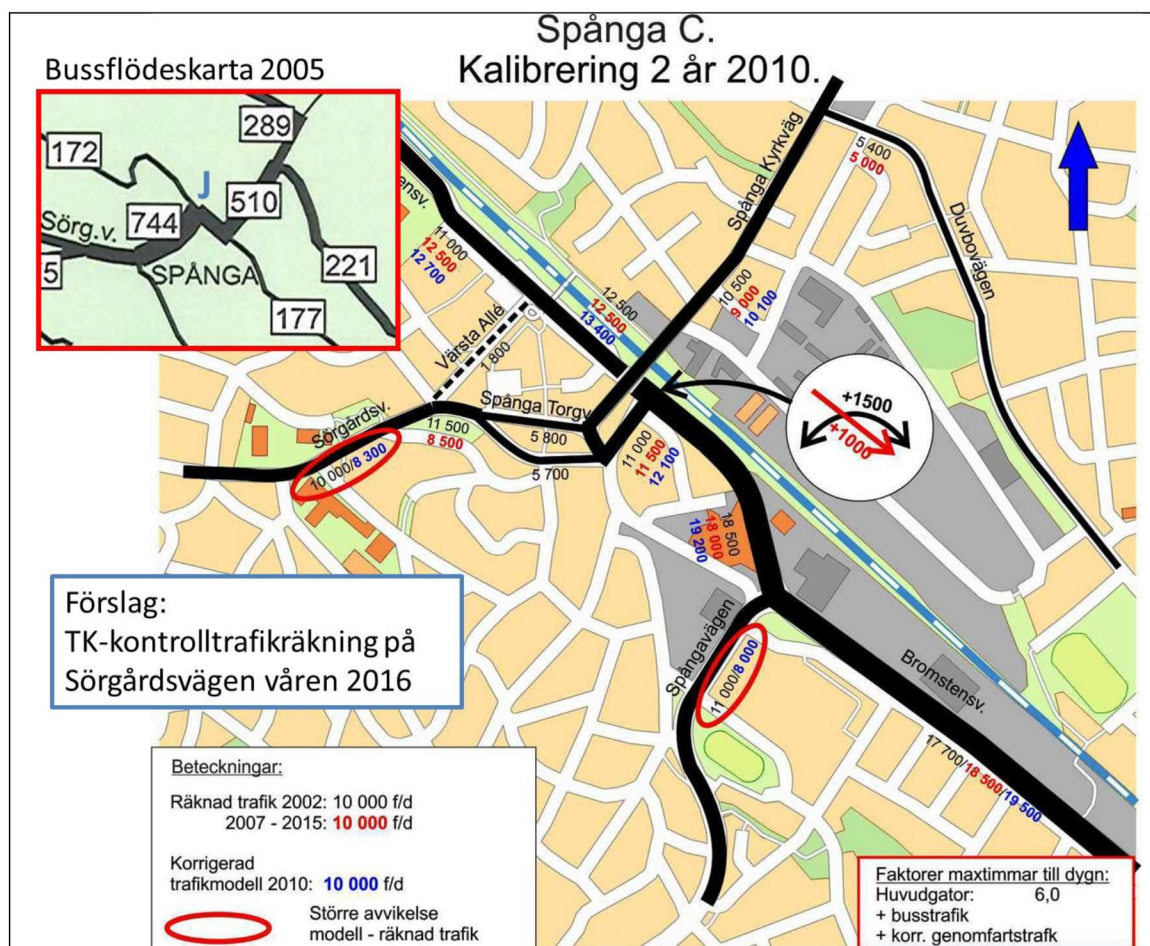 Spånga C.
Kalibrering 2 år 2010.
Bussflödeskarta 2005
289
172
J
510
744
Sörg.v.
5
SPÅNGA
221
177
tensv.
11 000
12 500
12 700
Värsta Allé
1 800
12 500
12 500
13 400
Spånga Kyrkväg
5 400
5 000
Duvbovägen
10 500
9 000
10 100
+1500
+1000
Sörgårdsv.
10 000/8 300
11 500
8 500
Spånga Torgv.
5 800
5 700
11 000
11 500
12 100
18 500
18 000
19 200
Spångavägen
11 000/8 000
Bromstensv.
17 700/18 500/19 500
Förslag:
TK-kontrolltrafikräkning på
Sörgårdsvägen våren 2016
Beteckningar:
Räknad trafik 2002: 10 000 f/d
2007 - 2015: 10 000 f/d
Korrigerad
trafikmodell 2010: 10 000 f/d
Större avvikelse
modell - räknad trafik
Faktorer maxtimmar till dygn:
Huvudgator: 6,0
+ busstrafik
+ korr. genomfartstrafik